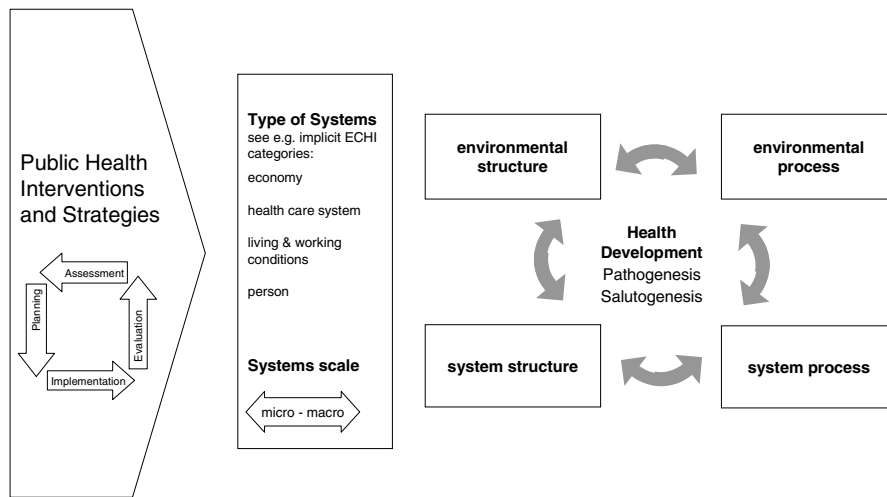 Public Health
Interventions
and Strategies
Assessment
Planning
Implementation
Evaluation
Type of Systems
see e.g. implicit ECHI
categories:
economy
health care system
living & working
conditions
person
Systems scale
micro - macro
environmental
structure
environmental
process
Health
Development
Pathogenesis
Salutogenesis
system structure
system process